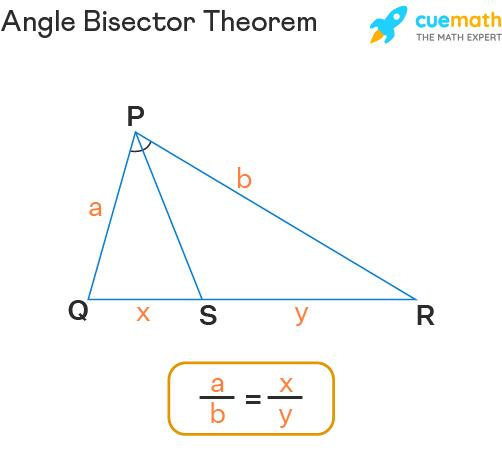 Angle Bisector Theorem
cuemath
THE MATH EXPERT
P
a
b
Q
x
S
y
R
a/b = x/y